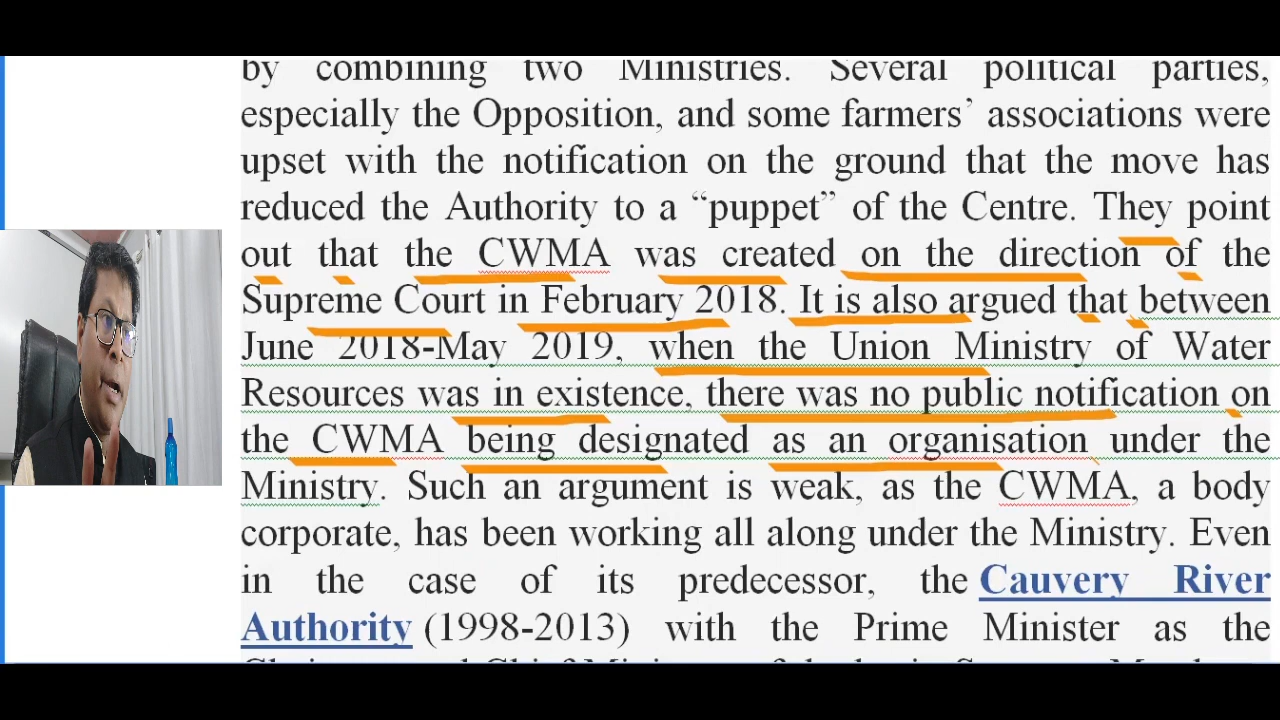 by combining two Ministries. Several political parties,
especially the Opposition, and some farmers’ associations were
upset with the notification on the ground that the move has
reduced the Authority to a “puppet” of the Centre. They point
out that the CWMA was created on the direction of the
Supreme Court in February 2018. It is also argued that between
June 2018-May 2019, when the Union Ministry of Water
Resources was in existence, there was no public notification on
the CWMA being designated as an organisation under the
Ministry. Such an argument is weak, as the CWMA, a body
corporate, has been working all along under the Ministry. Even
in the case of its predecessor, the Cauvery River
Authority (1998-2013) with the Prime Minister as the